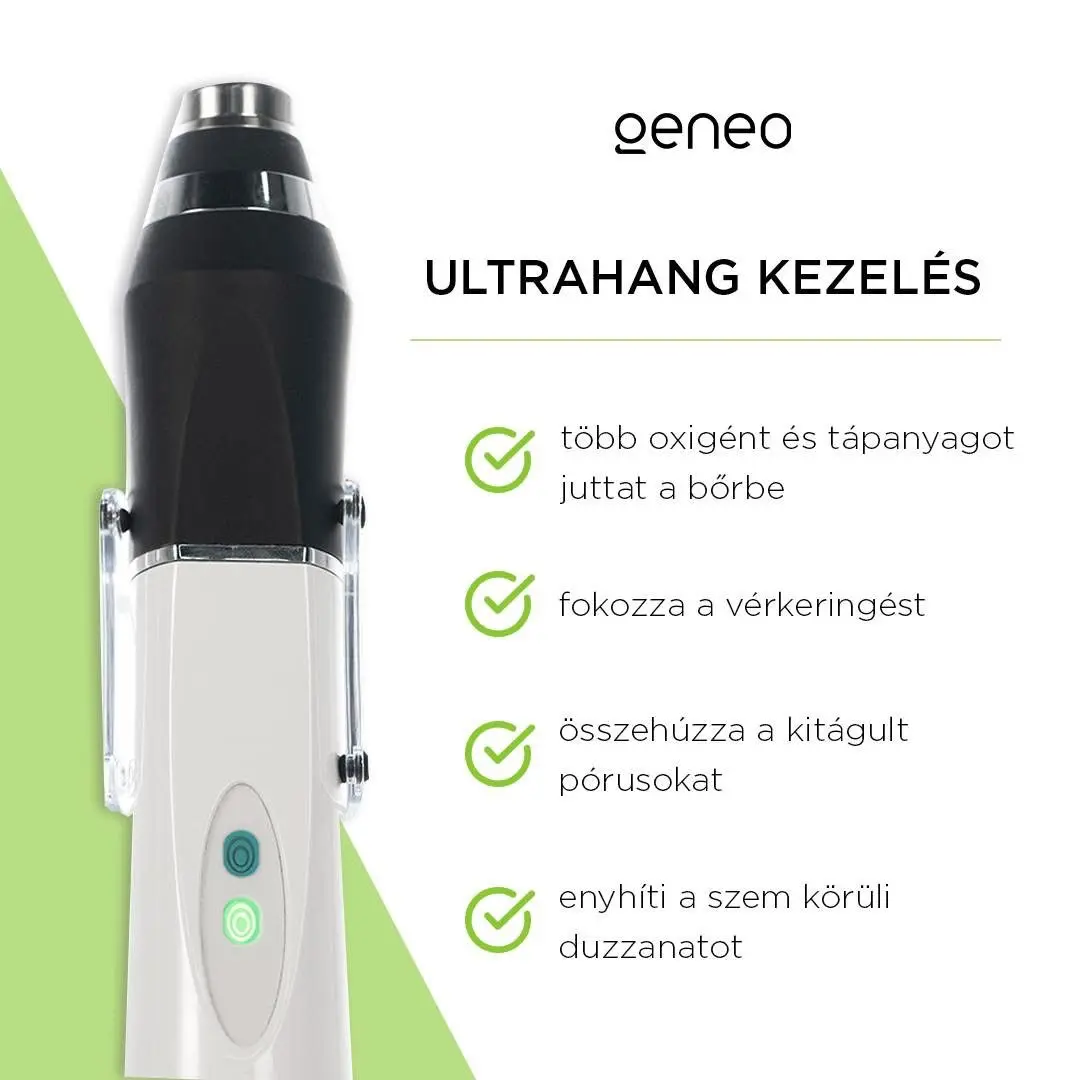 geneo
ULTRAHANG KEZELÉS
több oxigént és tápanyagot
juttat a bőrbe
fokozza a vérkeringést
összehúzza a kitágult
pórusokat
enyhíti a szem körüli
duzzanatot